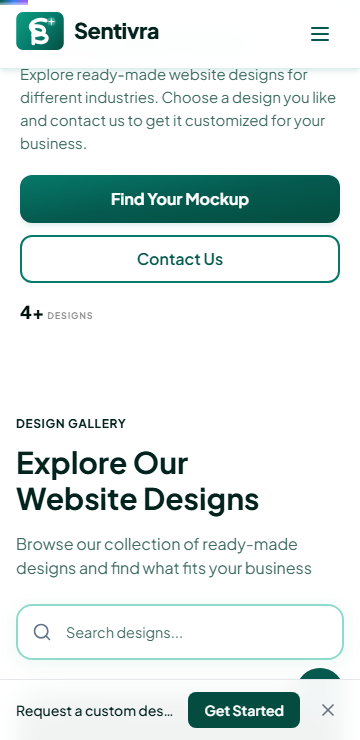 Sentivra
Explore ready-made website designs for
different industries. Choose a design you like
and contact us to get it customized for your
business.
Find Your Mockup
Contact Us
4+ DESIGNS
DESIGN GALLERY
Explore Our
Website Designs
Browse our collection of ready-made
designs and find what fits your business
Search designs...
Request a custom des...
Get Started